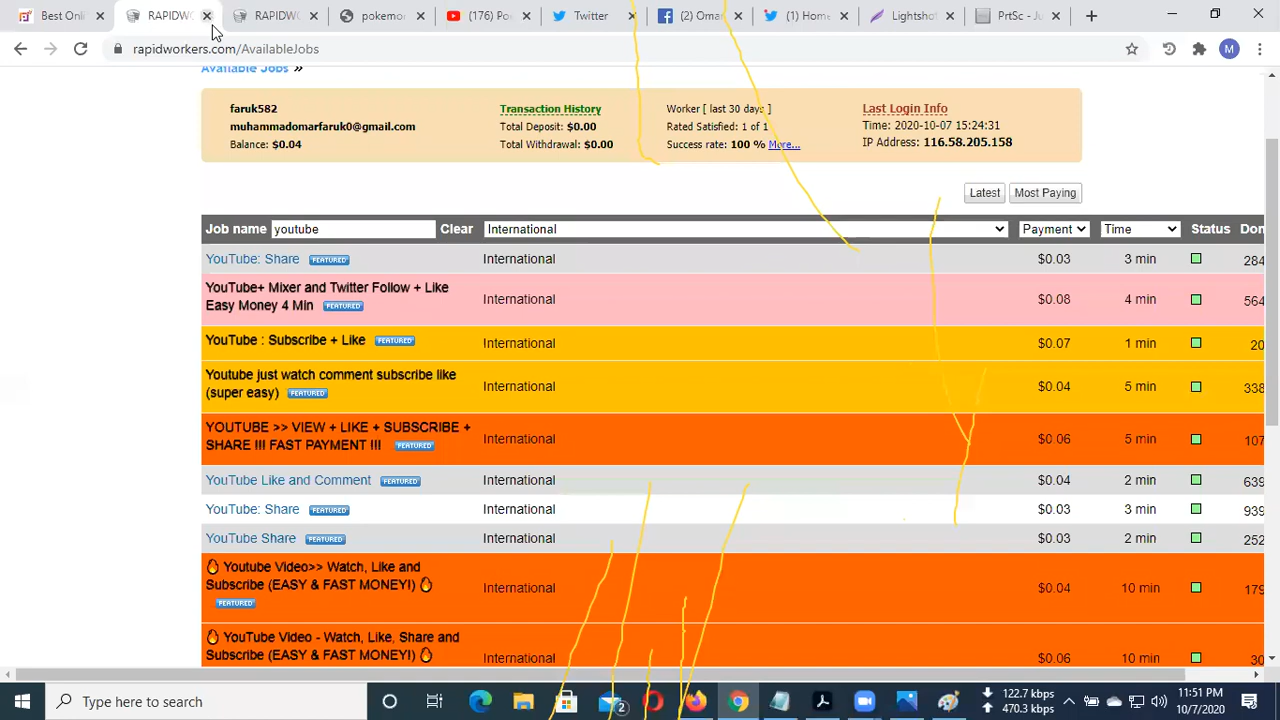 Best Onli
RAPIDWO
RAPIDW
pokemo
(176) Po
Twitter
(2) Omar
(1) Home
Lightsho
PrtSc - Ju
rapidworkers.com/AvailableJobs
M
Available Jobs »
faruk582
muhammadomarfaruk0@gmail.com
Balance: $0.04
Transaction History
Total Deposit: $0.00
Total Withdrawal: $0.00
Worker [ last 30 days ]
Rated Satisfied: 1 of 1
Success rate: 100 % More...
Last Login Info
Time: 2020-10-07 15:24:31
IP Address: 116.58.205.158
Latest Most Paying
Job name youtube Clear International Payment Time Status Don
YouTube: Share FEATURED International $0.03 3 min 284
YouTube+ Mixer and Twitter Follow + Like
Easy Money 4 Min FEATURED International $0.08 4 min 564
YouTube : Subscribe + Like FEATURED International $0.07 1 min 20
Youtube just watch comment subscribe like
(super easy) FEATURED International $0.04 5 min 338
YOUTUBE >> VIEW + LIKE + SUBSCRIBE +
SHARE !!! FAST PAYMENT !!! FEATURED International $0.06 5 min 107
YouTube Like and Comment FEATURED International $0.04 2 min 639
YouTube: Share FEATURED International $0.03 3 min 939
YouTube Share FEATURED International $0.03 2 min 252
🔥 Youtube Video>> Watch, Like and
Subscribe (EASY & FAST MONEY!) 🔥
FEATURED International $0.04 10 min 179
🔥 YouTube Video - Watch, Like, Share and
Subscribe (EASY & FAST MONEY!) 🔥 International $0.06 10 min 30
Type here to search
2
122.7 kbps
470.3 kbps
11:51 PM
10/7/2020